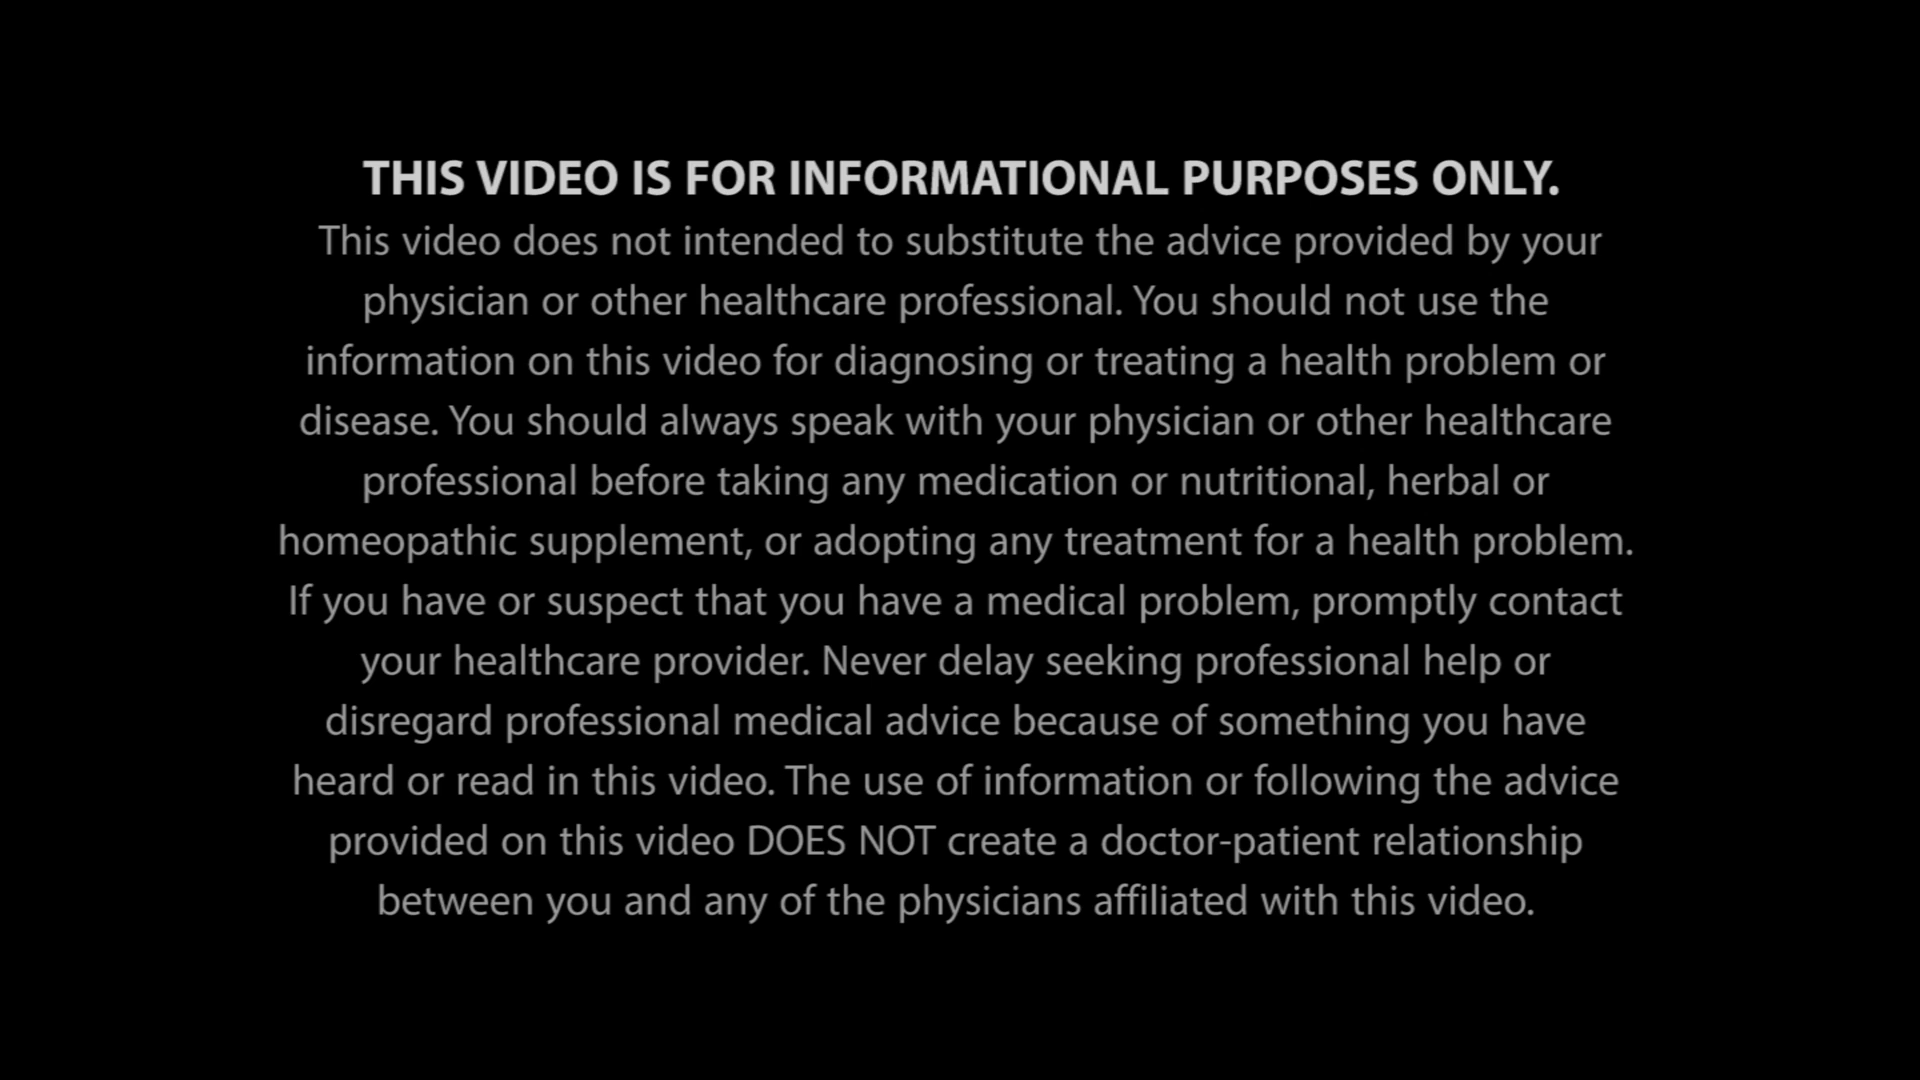 THIS VIDEO IS FOR INFORMATIONAL PURPOSES ONLY.
This video does not intended to substitute the advice provided by your
physician or other healthcare professional. You should not use the
information on this video for diagnosing or treating a health problem or
disease. You should always speak with your physician or other healthcare
professional before taking any medication or nutritional, herbal or
homeopathic supplement, or adopting any treatment for a health problem.
If you have or suspect that you have a medical problem, promptly contact
your healthcare provider. Never delay seeking professional help or
disregard professional medical advice because of something you have
heard or read in this video. The use of information or following the advice
provided on this video DOES NOT create a doctor-patient relationship
between you and any of the physicians affiliated with this video.